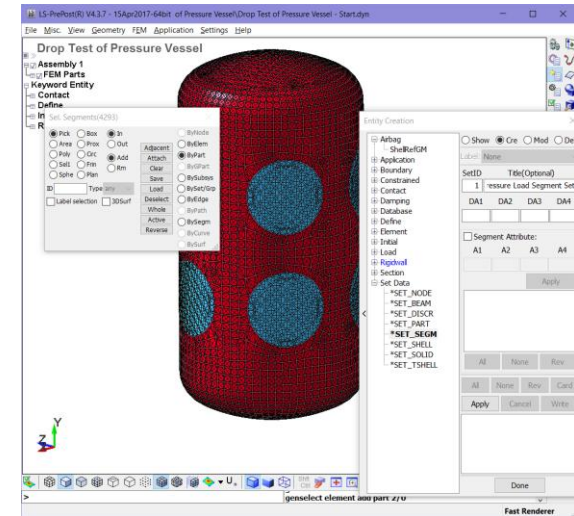 LS-PrePost(R) V4.3.7 - 15Apr2017-64bit of Pressure Vessel\Drop Test of Pressure Vessel - Start.dyn
File Misc. View Geometry FEM Application Settings Help
Drop Test of Pressure Vessel
Assembly 1
FEM Parts
Keyword Entity
Contact
Define
In
R
Set. Segments(4293)
Pick Box In ByNode
Area Prox Out Adjacent ByElem
Poly Circ Add Attach ByPart
Sel1 Frin Rm Clear ByGPart
Sphe Plan Save BySubsys
ID Type any Load BySet/Grp
Label selection 3DSurf Deselect ByEdge
Whole ByPath
Active BySegm
Reverse ByCurve
BySurf
Entity Creation
Airbag
ShellRefGM
Application
Boundary
Constrained
Contact
Damping
Database
Define
Element
Initial
Load
Rigidwall
Section
Set Data
*SET_NODE
*SET_BEAM
*SET_DISCR
*SET_PART
*SET_SEGM
*SET_SHELL
*SET_SOLID
*SET_TSHELL
Show Cre Mod De
Label: None
SetID Title(Optional)
1 ressure Load Segment Set
DA1 DA2 DA3 DA4
Segment Attribute:
A1 A2 A3 A4
Apply
All None Rev
All None Rev Card
Apply Cancel Write
Done
Y
Z
>
genselect element add part 2/0
Fast Renderer